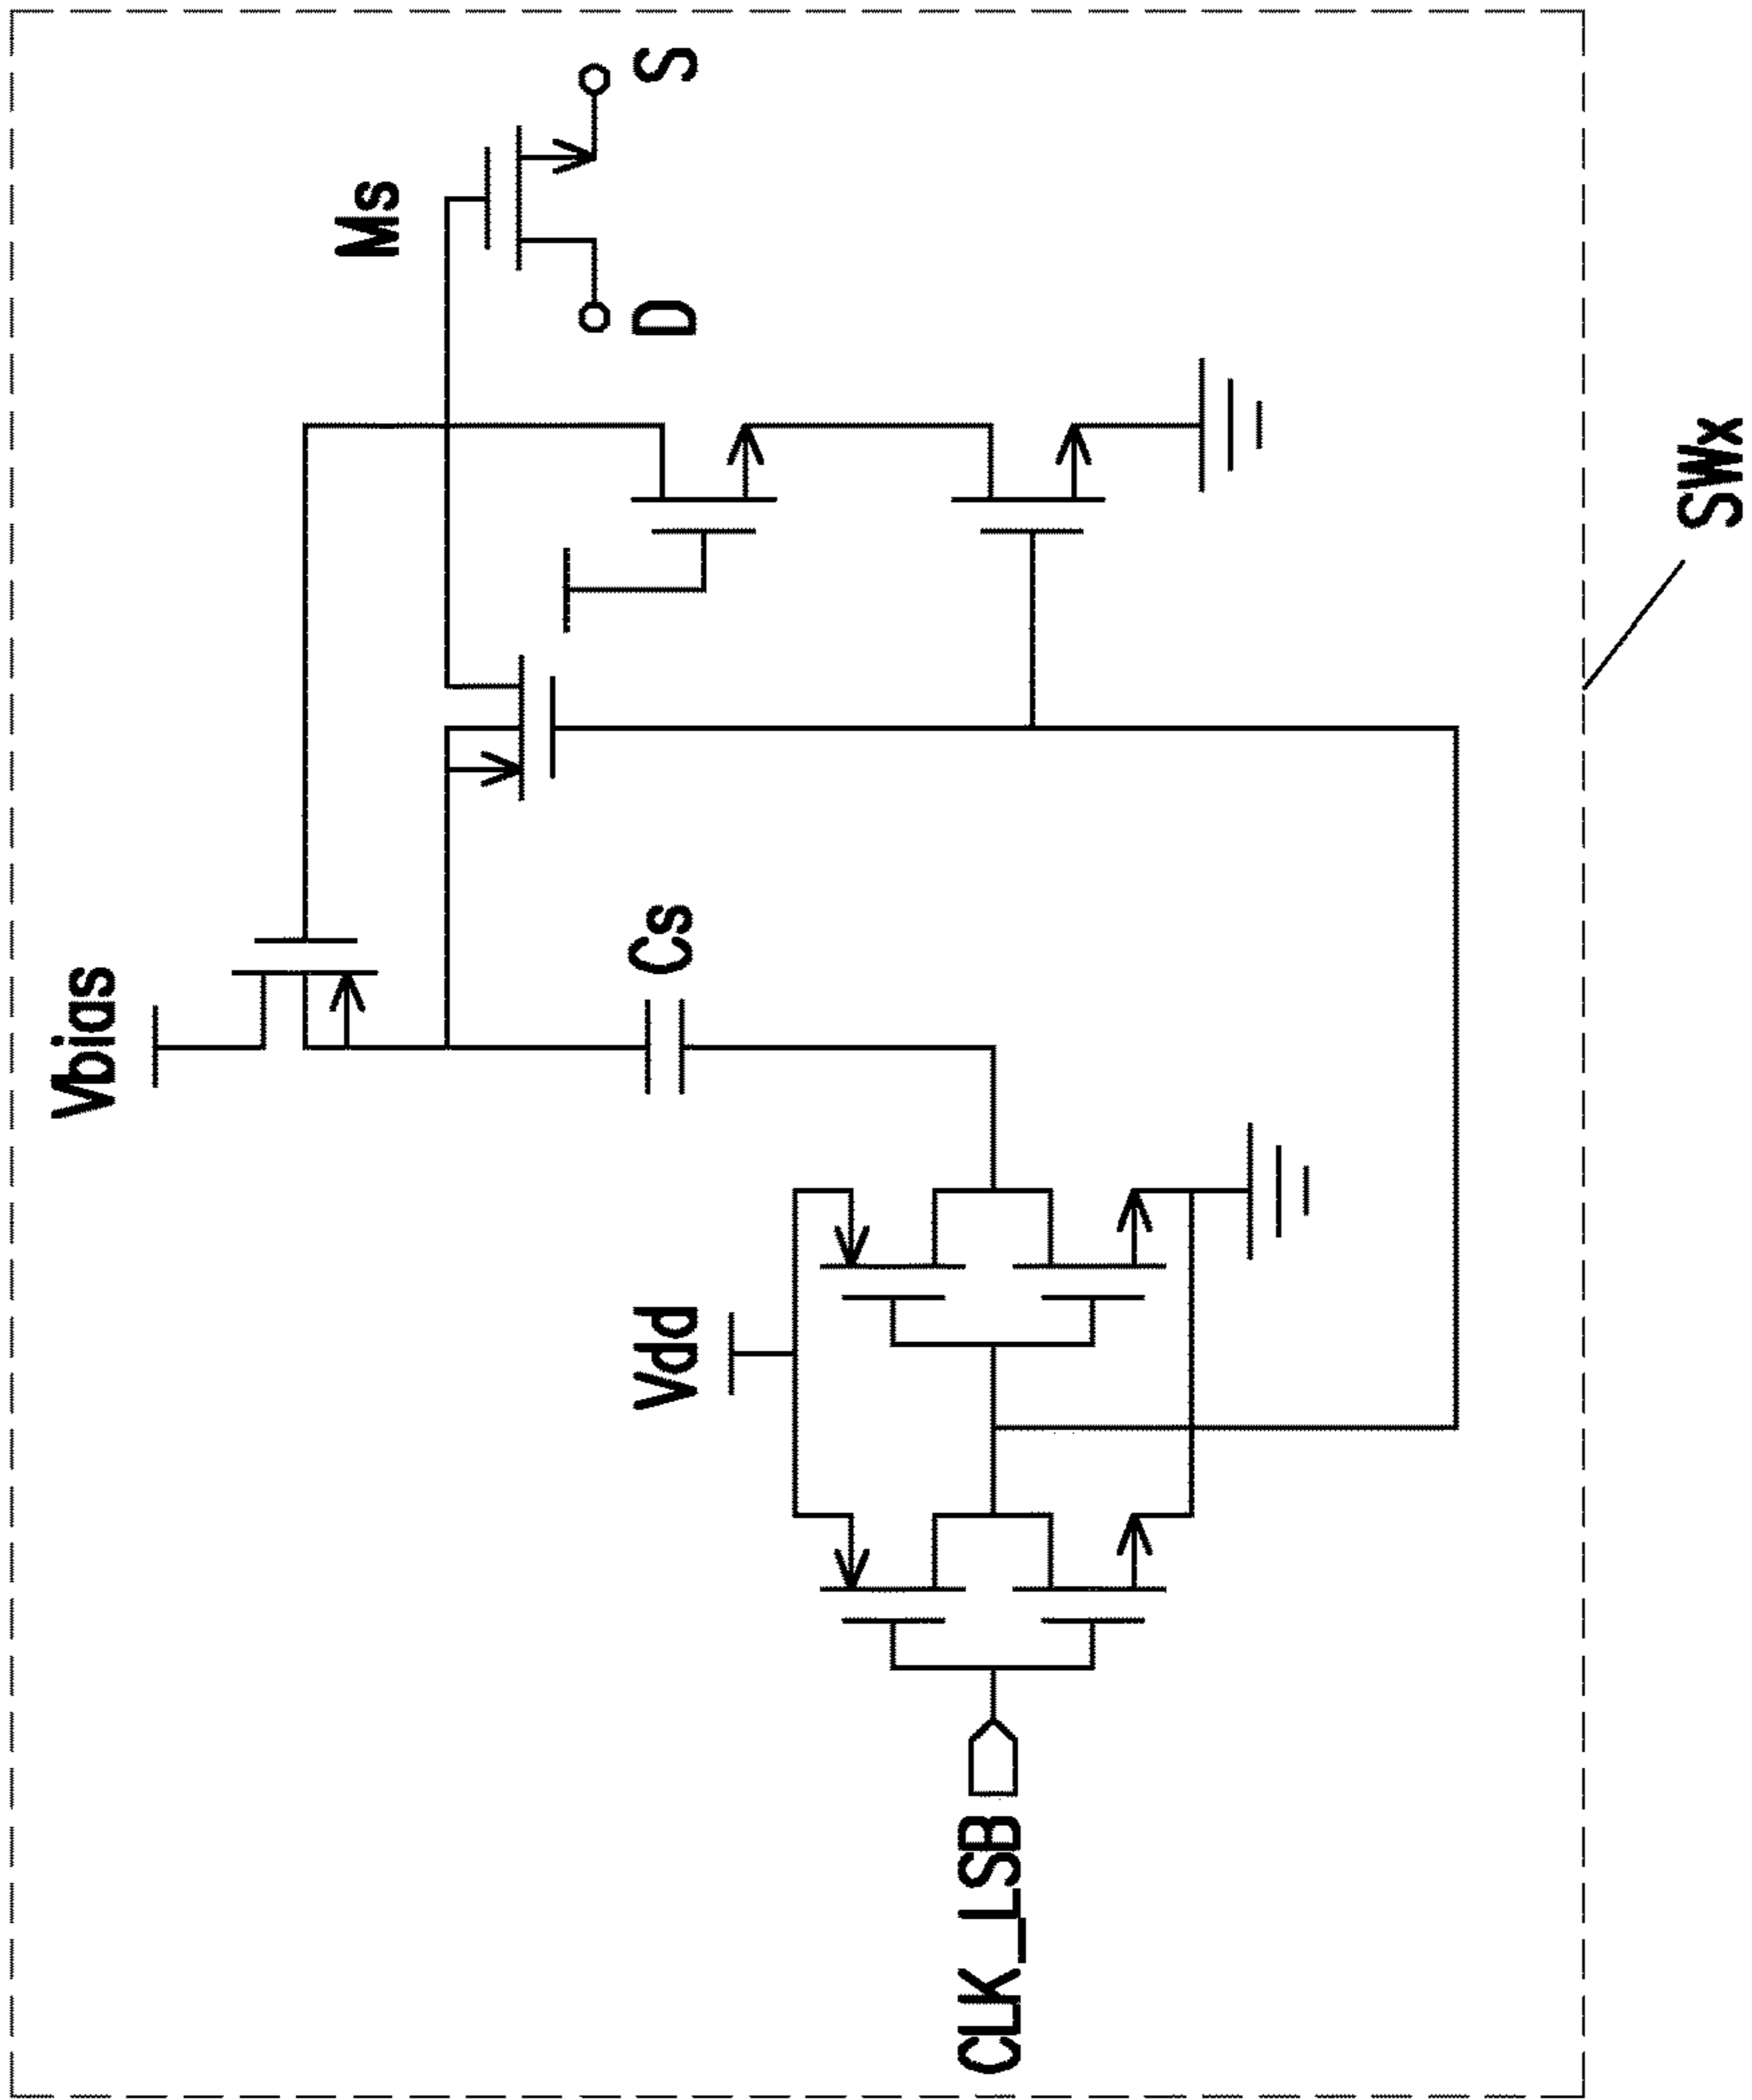 Vbias
Ms
S
D
Cs
Vdd
CLK_LSB
SWx